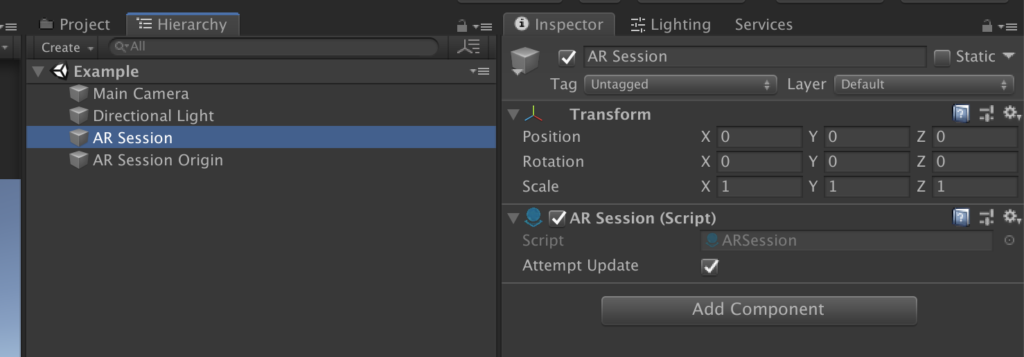 Project
Hierarchy
Create
All
Example
Main Camera
Directional Light
AR Session
AR Session Origin
Inspector
Lighting
Services
AR Session
Static
Tag Untagged Layer Default
Transform
Position X 0 Y 0 Z 0
Rotation X 0 Y 0 Z 0
Scale X 1 Y 1 Z 1
AR Session (Script)
Script ARSession
Attempt Update
Add Component